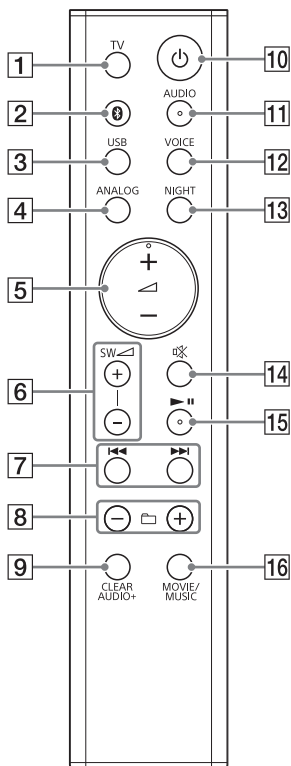 TV
1
10
AUDIO
2
11
USB
VOICE
3
12
ANALOG
NIGHT
4
13
+
5
−
SW
6
+
14
−
15
7
8
− +
9
16
CLEAR
AUDIO+
MOVIE/
MUSIC